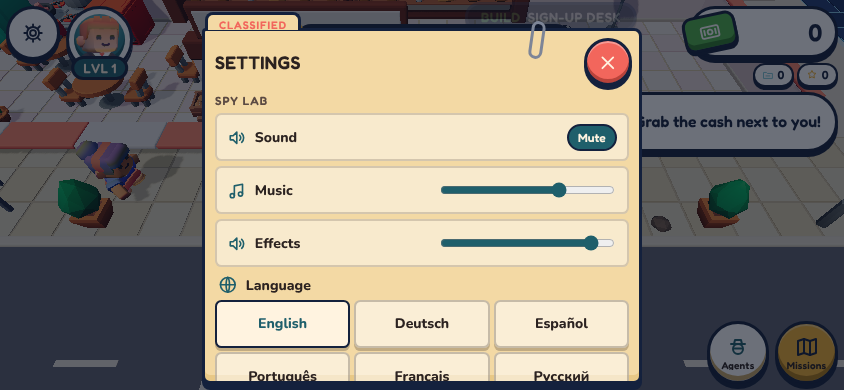 CLASSIFIED
BUILD SIGN-UP DESK
SETTINGS
0
LVL 1
0
0
SPY LAB
Sound
Mute
Grab the cash next to you!
Music
Effects
Language
English
Deutsch
Español
Português
Français
Русский
Agents
Missions